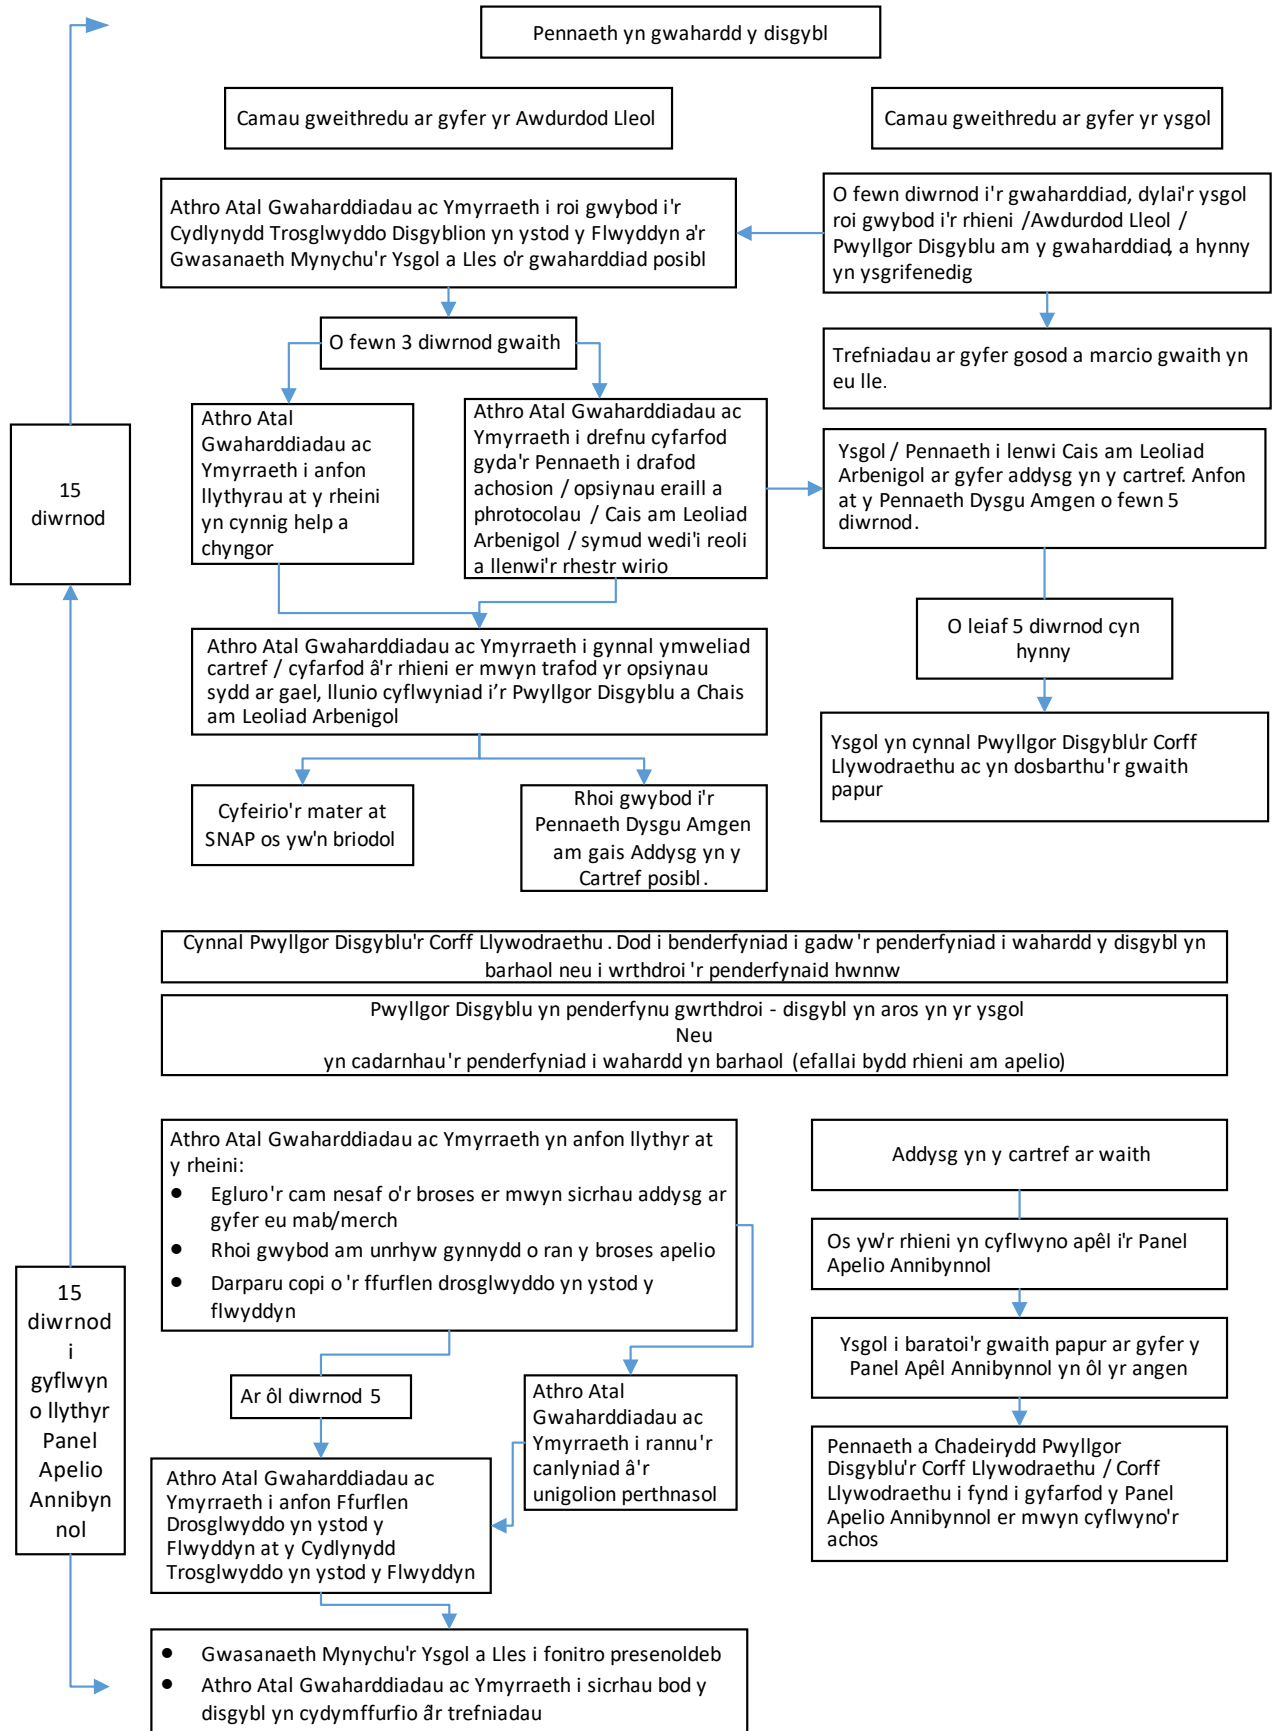 Pennaeth yn gwahardd y disgybl
Camau gweithredu ar gyfer yr Awdurdod Lleol
Camau gweithredu ar gyfer yr ysgol
O fewn diwrnod i'r gwaharddiad, dylai'r ysgol
roi gwybod i'r rhieni /Awdurdod Lleol /
Pwyllgor Disgyblu am y gwaharddiad, a hynny
yn ysgrifenedig
Athro Atal Gwaharddiadau ac Ymyrraeth i roi gwybod i'r
Cydlynydd Trosglwyddo Disgyblion yn ystod y Flwyddyn a'r
Gwasanaeth Mynychu'r Ysgol a Lles o'r gwaharddiad posibl
O fewn 3 diwrnod gwaith
Trefniadau ar gyfer gosod a marcio gwaith yn
eu lle.
15
diwrnod
Athro Atal
Gwaharddiadau ac
Ymyrraeth i anfon
llythyrau at y rheini
yn cynnig help a
chyngor
Athro Atal Gwaharddiadau ac
Ymyrraeth i drefnu cyfarfod
gyda'r Pennaeth i drafod
achosion / opsiynau eraill a
phrotocolau / Cais am Leoliad
Arbenigol / symud wedi'i reoli
a llenwi'r rhestr wirio
Ysgol / Pennaeth i lenwi Cais am Leoliad
Arbenigol ar gyfer addysg yn y cartref. Anfon
at y Pennaeth Dysgu Amgen o fewn 5
diwrnod.
O leiaf 5 diwrnod cyn
hynny
Athro Atal Gwaharddiadau ac Ymyrraeth i gynnal ymweliad
cartref / cyfarfod â'r rhieni er mwyn trafod yr opsiynau
sydd ar gael, llunio cyflwyniad i'r Pwyllgor Disgyblu a Chais
am Leoliad Arbenigol
Ysgol yn cynnal Pwyllgor Disgyblu'r Corff
Llywodraethu ac yn dosbarthu'r gwaith
papur
Cyfeirio'r mater at
SNAP os yw'n briodol
Rhoi gwybod i'r
Pennaeth Dysgu Amgen
am gais Addysg yn y
Cartref posibl.
Cynnal Pwyllgor Disgyblu'r Corff Llywodraethu. Dod i benderfyniad i gadw'r penderfyniad i wahardd y disgybl yn
barhaol neu i wrthdroi'r penderfynaid hwnnw
Pwyllgor Disgyblu yn penderfynu gwrthdroi - disgybl yn aros yn yr ysgol
Neu
yn cadarnhau'r penderfyniad i wahardd yn barhaol (efallai bydd rhieni am apelio)
15
diwrnod
i
gyflwyn
o llythyr
Panel
Apelio
Annibyn
nol
Athro Atal Gwaharddiadau ac Ymyrraeth yn anfon llythyr at
y rheini:
● Egluro'r cam nesaf o'r broses er mwyn sicrhau addysg ar
gyfer eu mab/merch
● Rhoi gwybod am unrhyw gynnydd o ran y broses apelio
● Darparu copi o'r ffurflen drosglwyddo yn ystod y
flwyddyn
Addysg yn y cartref ar waith
Os yw'r rhieni yn cyflwyno apêl i'r Panel
Apelio Annibynnol
Ysgol i baratoi'r gwaith papur ar gyfer y
Panel Apêl Annibynnol yn ôl yr angen
Pennaeth a Chadeirydd Pwyllgor
Disgyblu'r Corff Llywodraethu / Corff
Llywodraethu i fynd i gyfarfod y Panel
Apelio Annibynnol er mwyn cyflwyno'r
achos
Ar ôl diwrnod 5
Athro Atal
Gwaharddiadau ac
Ymyrraeth i rannu'r
canlyniad â'r
unigolion perthnasol
Athro Atal Gwaharddiadau ac
Ymyrraeth i anfon Ffurflen
Drosglwyddo yn ystod y
Flwyddyn at y Cydlynydd
Trosglwyddo yn ystod y Flwyddyn
● Gwasanaeth Mynychu'r Ysgol a Lles i fonitro presenoldeb
● Athro Atal Gwaharddiadau ac Ymyrraeth i sicrhau bod y
disgybl yn cydymffurfio â'r trefniadau